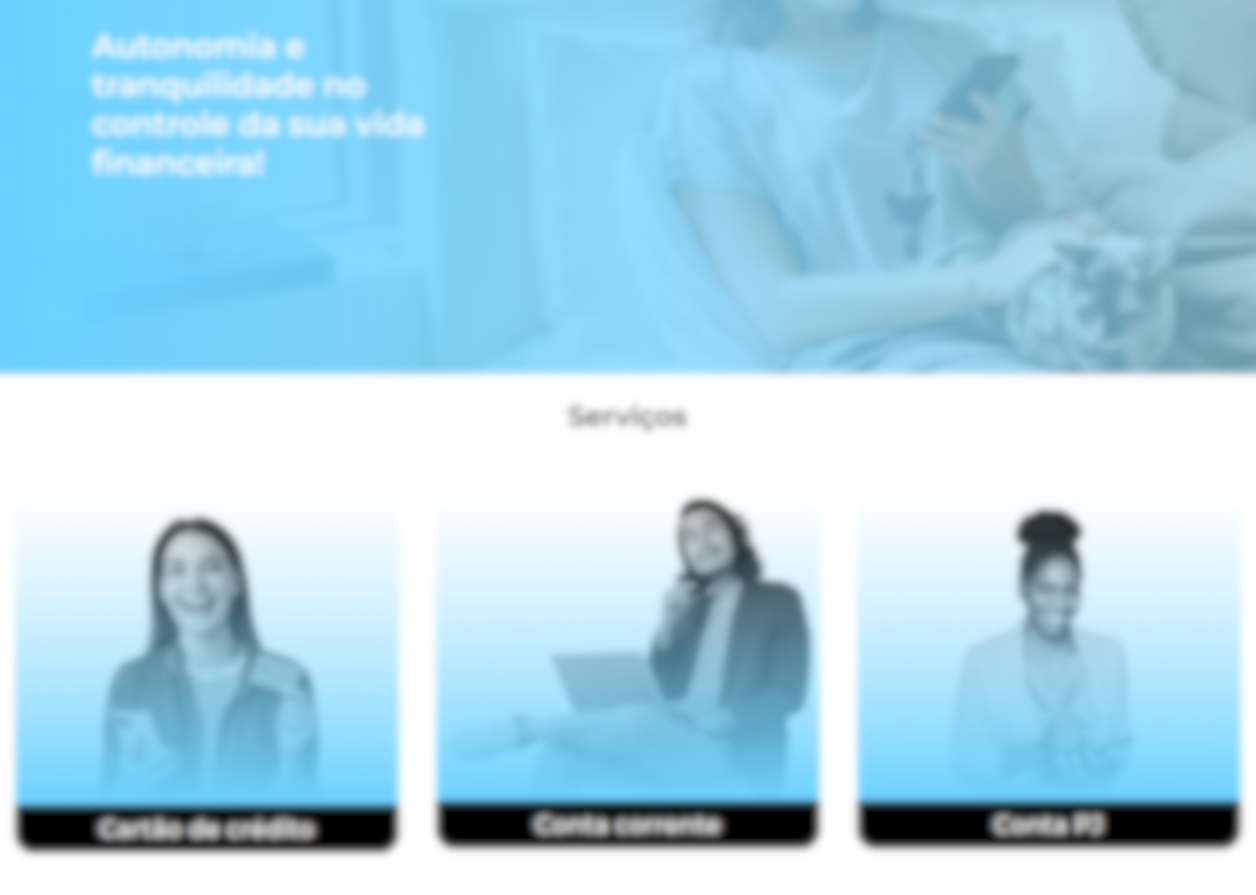 Autonomia e
tranquilidade no
controle da sua vida
financeira!
Serviços
Cartão de crédito
Conta corrente
Conta PJ